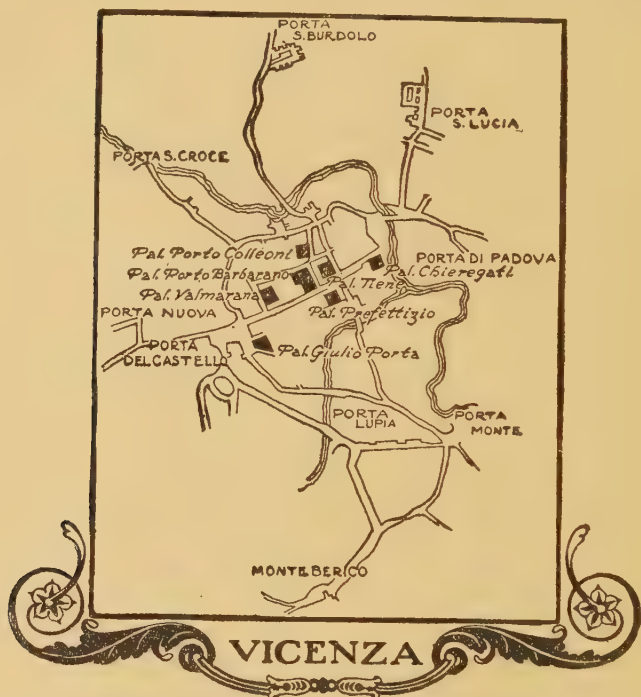 PORTA
S. BURDOLO
PORTA
S. LUCIA
PORTA S. CROCE
Pal. Porto Colleoni
PORTA DI PADOVA
Pal. Porto Barbarano
Pal. Chieregati
Pal. Tiene
Pal. Valmarana
PORTA NUOVA
Pal. Prefettizio
PORTA
DEL CASTELLO
Pal. Giulio Porta
PORTA
LUPIA
PORTA
MONTE
MONTE BERICO
VICENZA